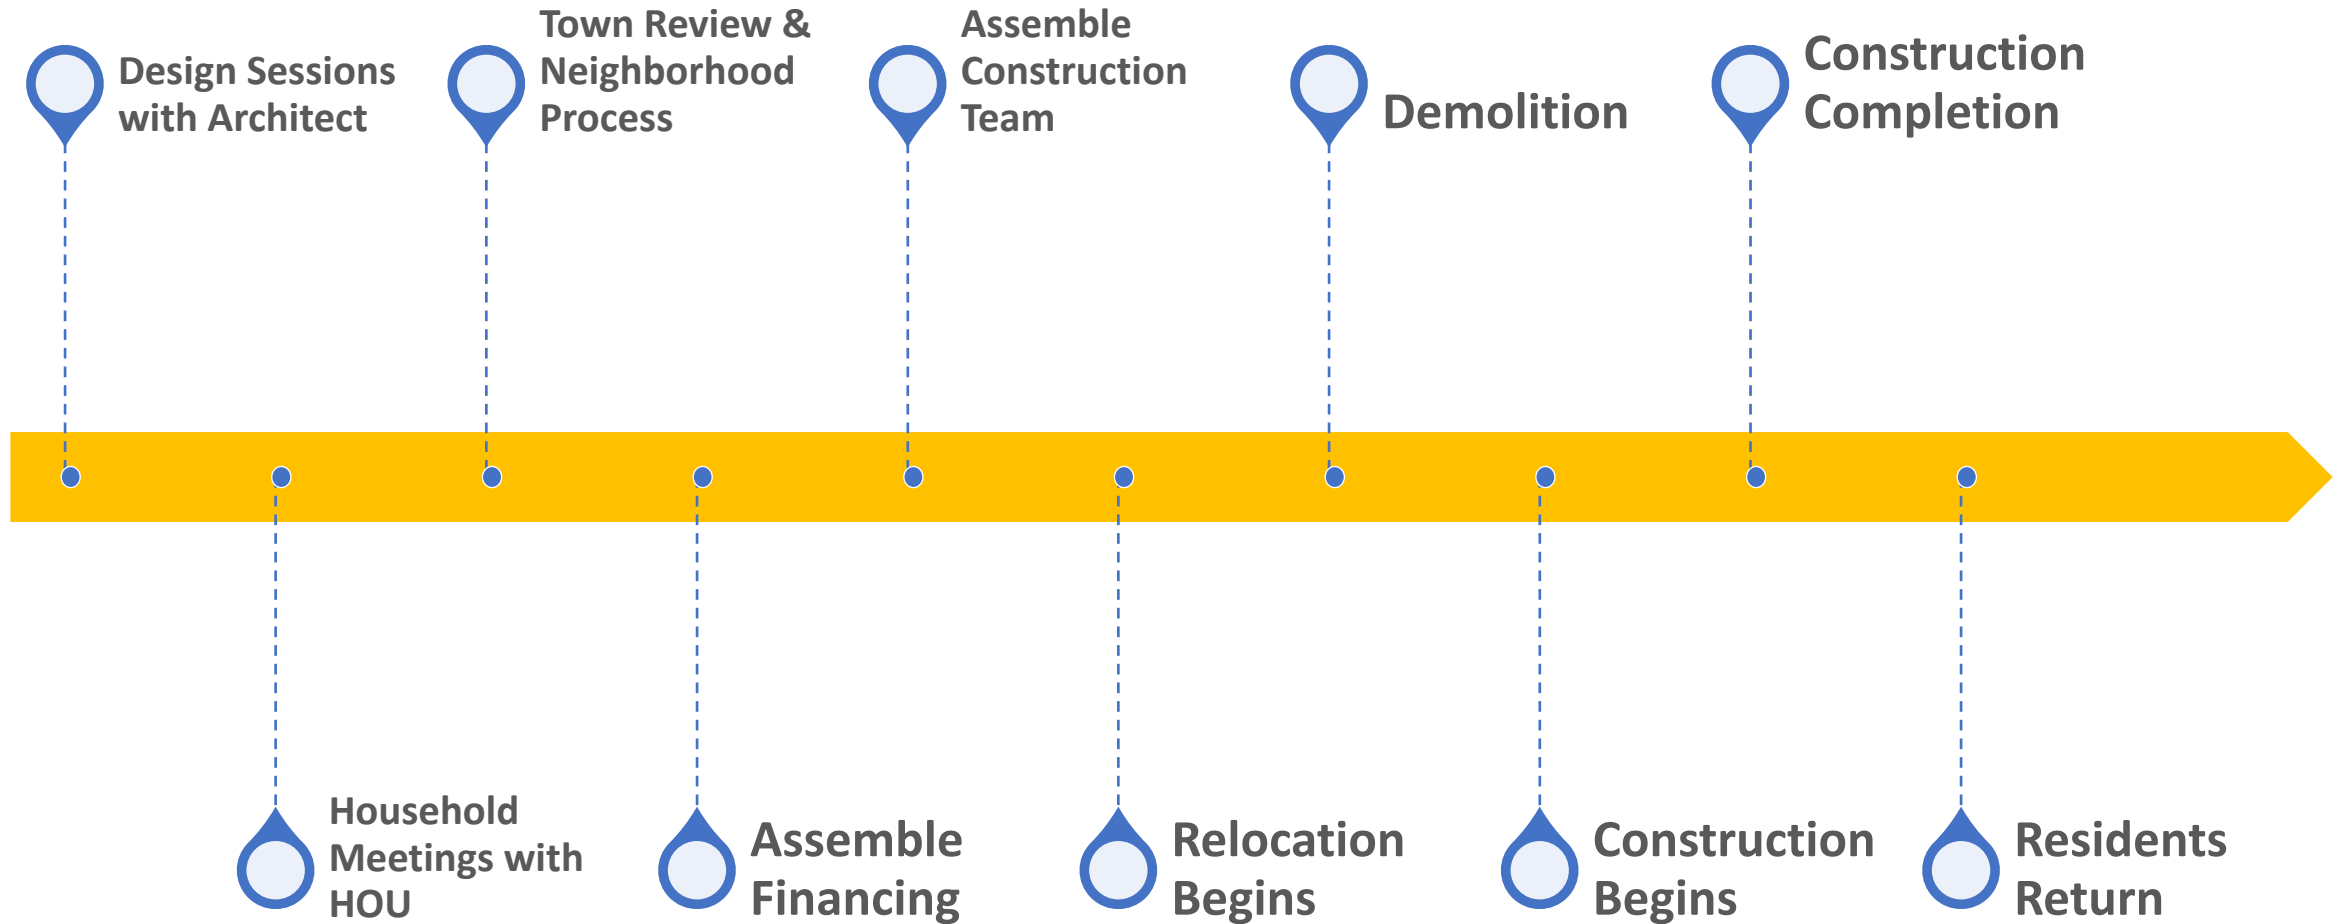 Design Sessions
with Architect
Town Review &
Neighborhood
Process
Assemble
Construction
Team
Demolition
Construction
Completion
Household
Meetings with
HOU
Assemble
Financing
Relocation
Begins
Construction
Begins
Residents
Return